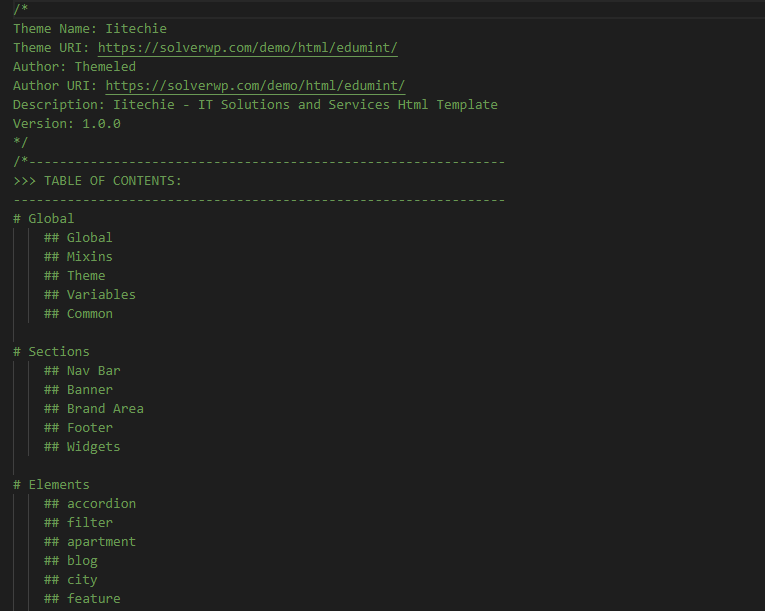 /*
Theme Name: Iitechie
Theme URI: https://solverwp.com/demo/html/edumint/
Author: Themeled
Author URI: https://solverwp.com/demo/html/edumint/
Description: Iitechie - IT Solutions and Services Html Template
Version: 1.0.0
*/
/*--------------------------------------------------------------
>>> TABLE OF CONTENTS:
----------------------------------------------------------------
# Global
## Global
## Mixins
## Theme
## Variables
## Common
# Sections
## Nav Bar
## Banner
## Brand Area
## Footer
## Widgets
# Elements
## accordion
## filter
## apartment
## blog
## city
## feature